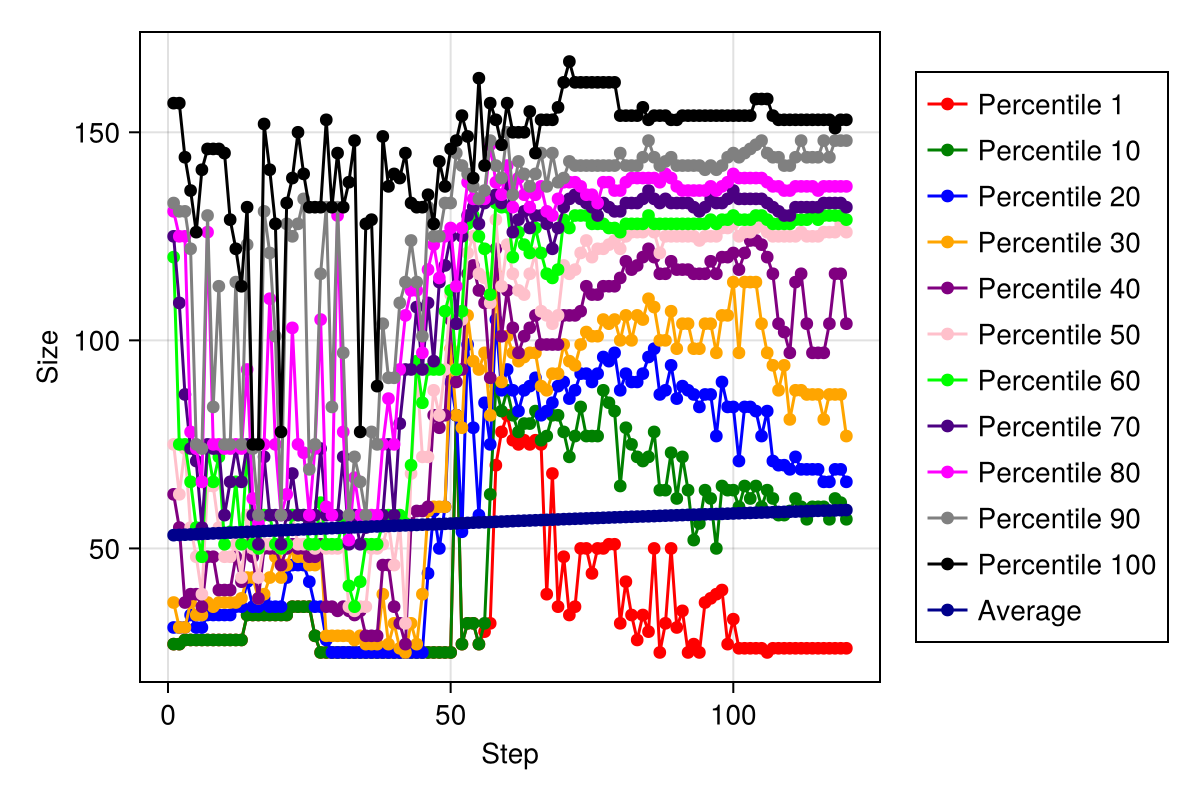 150
100
50
Size
0
50
100
Step
Percentile 1
Percentile 10
Percentile 20
Percentile 30
Percentile 40
Percentile 50
Percentile 60
Percentile 70
Percentile 80
Percentile 90
Percentile 100
Average